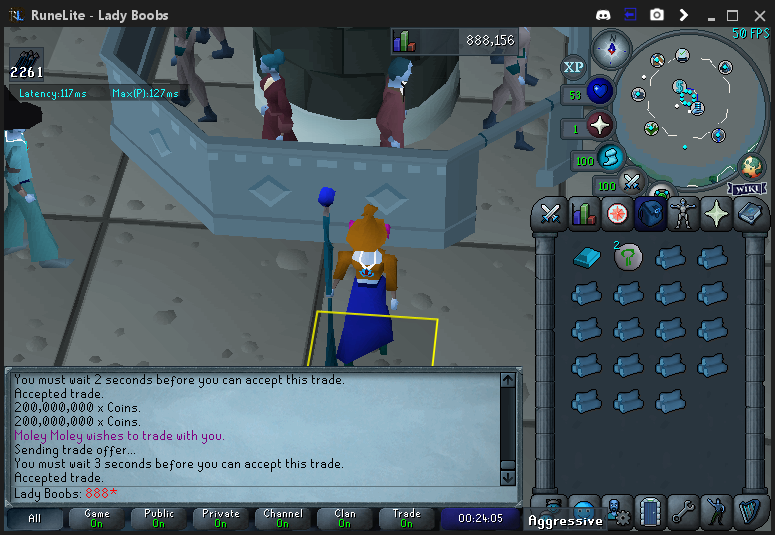 RuneLite - Lady Boobs
50 FPS
888,156
2261
Latency:117ms Max(P):127ms
N
XP
53
1
100
100
WIKI
2
You must wait 2 seconds before you can accept this trade.
Accepted trade.
200,000,000 x Coins.
200,000,000 x Coins.
Moley Moley wishes to trade with you.
Sending trade offer...
You must wait 3 seconds before you can accept this trade.
Accepted trade.
Lady Boobs: 888*
All
Game
On
Public
On
Private
On
Channel
On
Clan
On
Trade
On
00:24:05
Aggressive